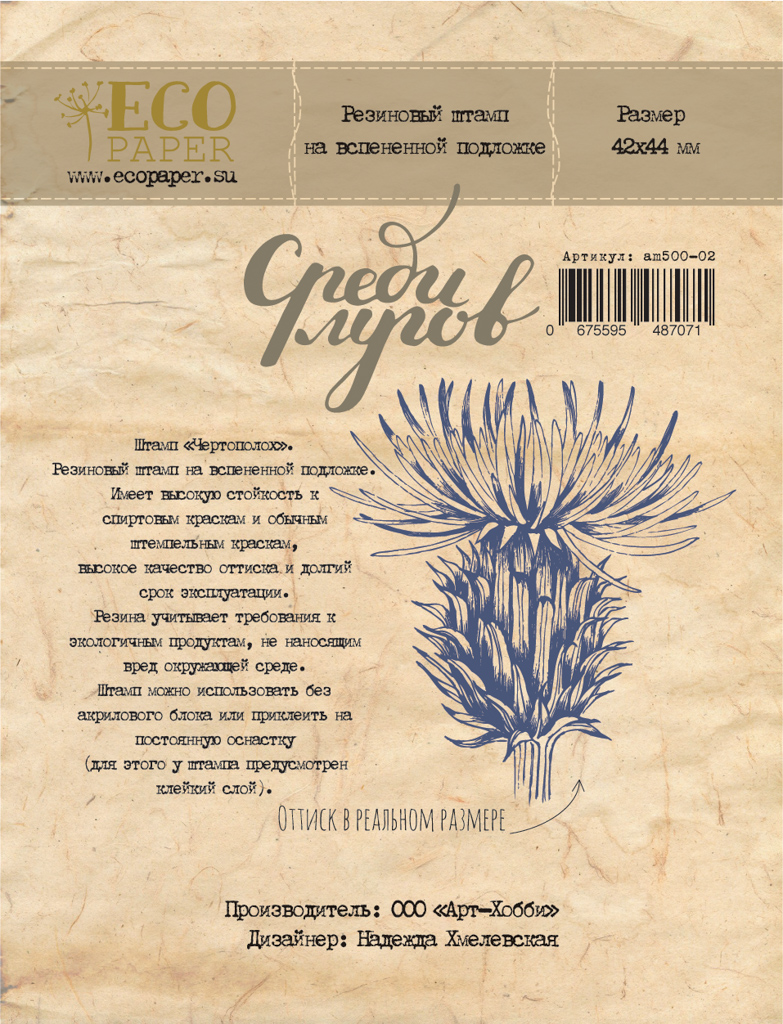 ECO
PAPER
www.ecopaper.su
Резиновый штамп
на вспененной подложке
Размер
42х44 мм
Среди
лугов
Артикул: am500-02
0 675595 487071
Штамп «Чертополох».
Резиновый штамп на вспененной подложке.
Имеет высокую стойкость к
спиртовым краскам и обычным
штемпельным краскам,
высокое качество оттиска и долгий
срок эксплуатации.
Резина учитывает требования к
экологичным продуктам, не наносящим
вред окружающей среде.
Штамп можно использовать без
акрилового блока или приклеить на
постоянную оснастку
(для этого у штампа предусмотрен
клейкий слой).
Оттиск в реальном размере
Производитель: ООО «Арт-Хобби»
Дизайнер: Надежда Хмелевская